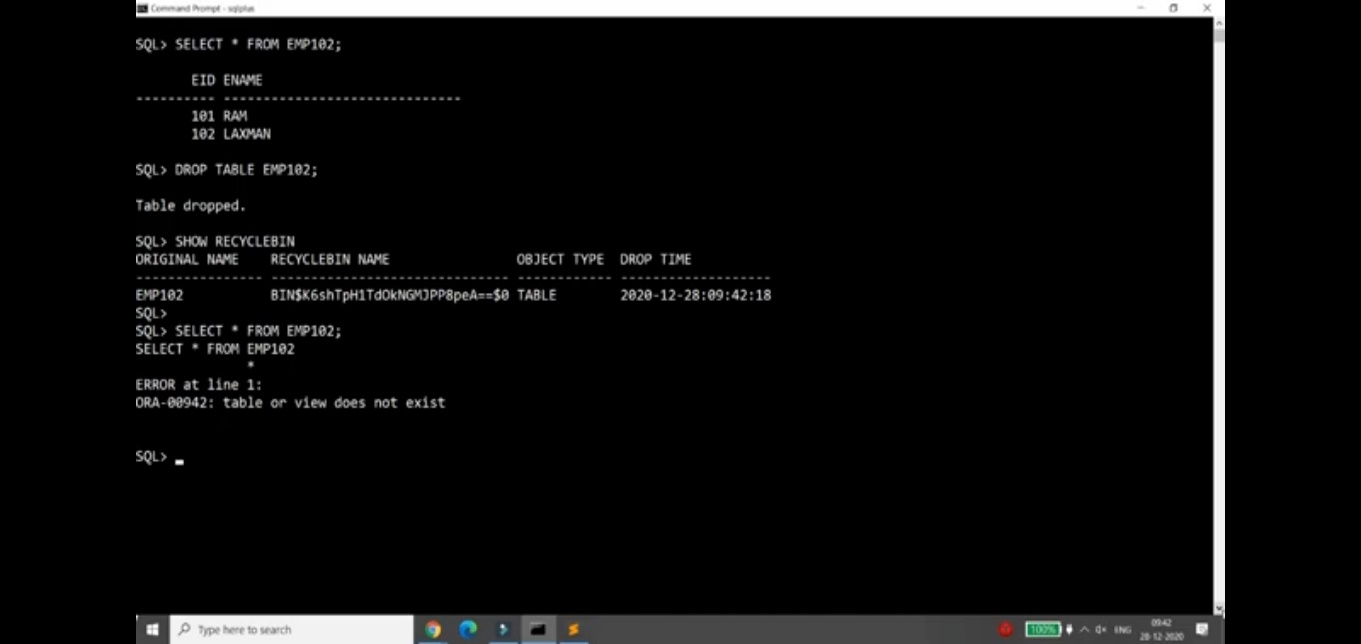 Command Prompt - sqlplus
SQL> SELECT * FROM EMP102;
EID ENAME
---------- ------------------------------
101 RAM
102 LAXMAN
SQL> DROP TABLE EMP102;
Table dropped.
SQL> SHOW RECYCLEBIN
ORIGINAL NAME    RECYCLEBIN NAME                OBJECT TYPE  DROP TIME
---------------- ------------------------------ ------------ -------------------
EMP102           BIN$K6shTpH1TdOkNGMJPP8peA==$0 TABLE        2020-12-28:09:42:18
SQL>
SQL> SELECT * FROM EMP102;
SELECT * FROM EMP102
*
ERROR at line 1:
ORA-00942: table or view does not exist
SQL>
Type here to search
100%
ENG
09:42
28-12-2020